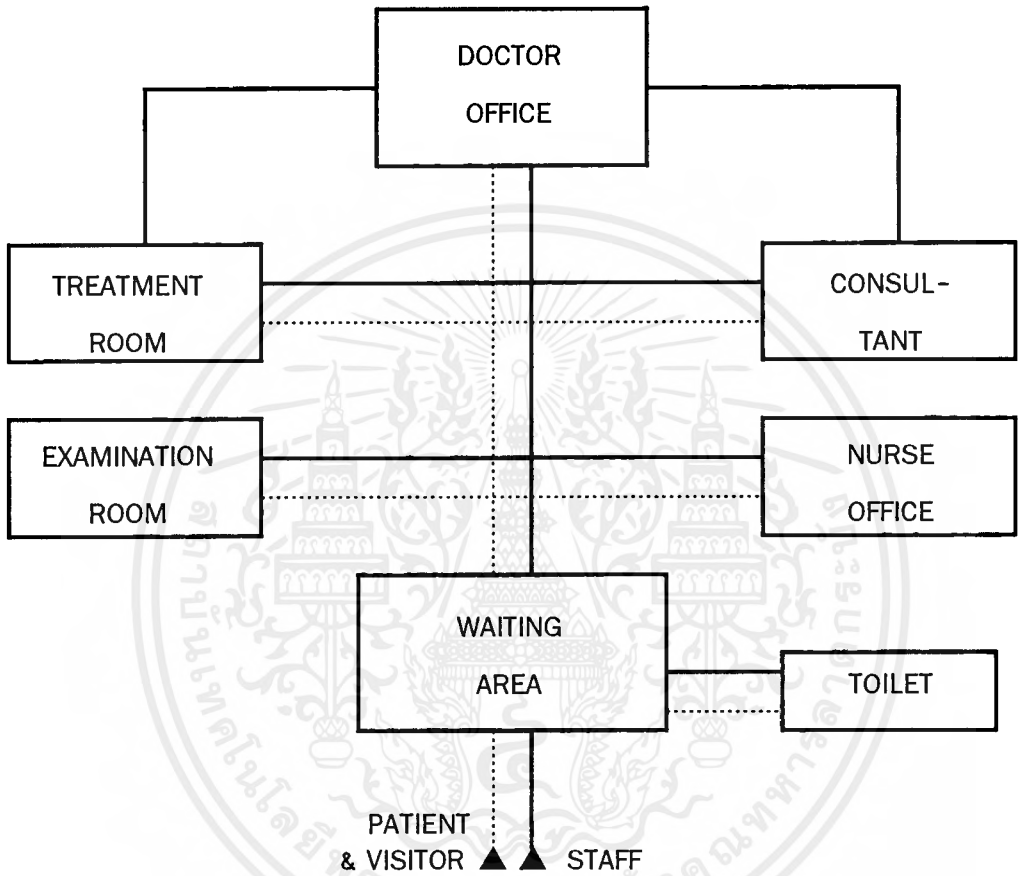 DOCTOR
OFFICE
TREATMENT
ROOM
CONSUL-
TANT
EXAMINATION
ROOM
NURSE
OFFICE
WAITING
AREA
TOILET
PATIENT
& VISITOR
STAFF